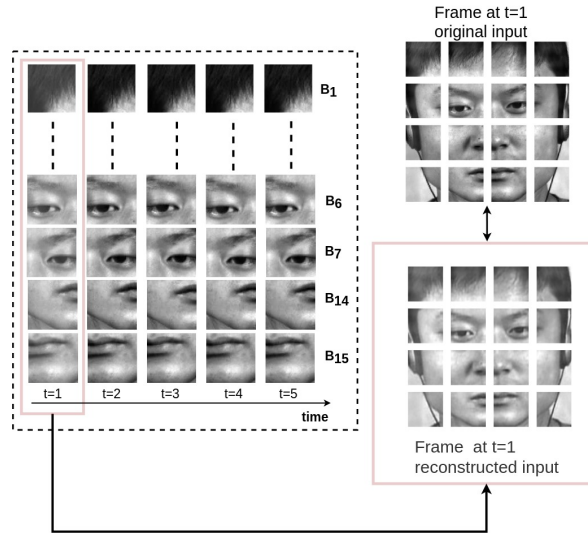 Frame at t=1
original input
B1
B6
B7
B14
B15
t=1 t=2 t=3 t=4 t=5
time
Frame at t=1
reconstructed input